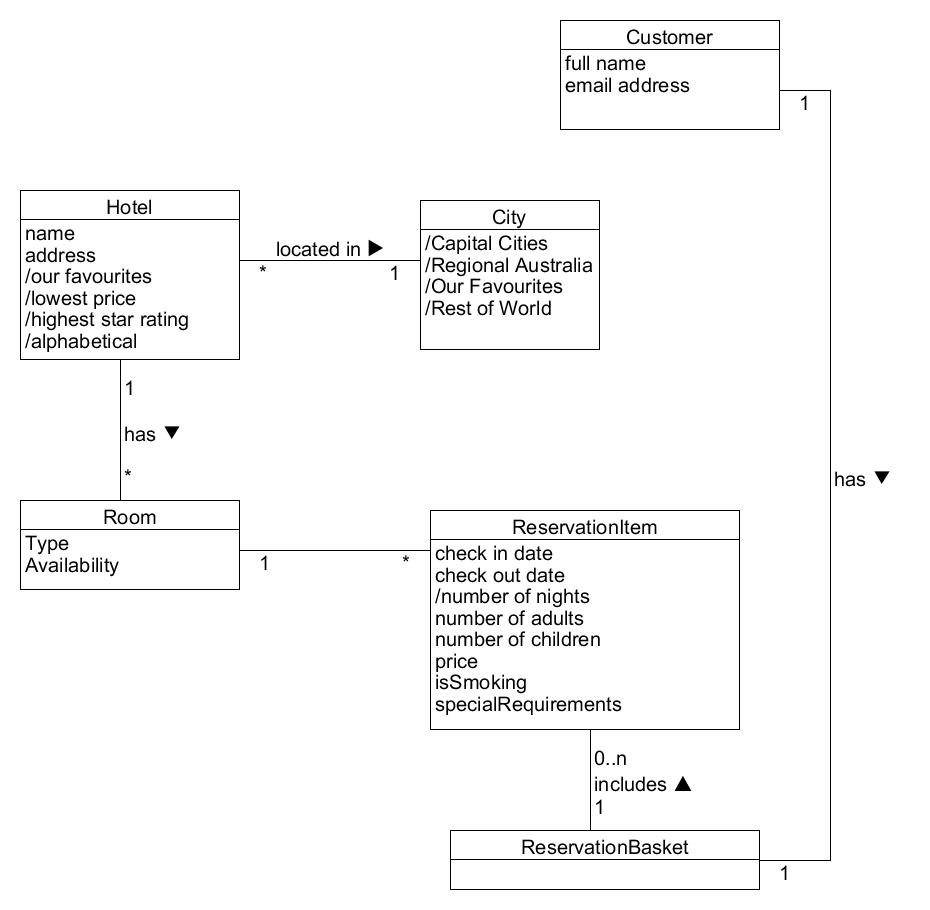 Customer
full name
email address
1
Hotel
name
address
/our favourites
/lowest price
/highest star rating
/alphabetical
located in ▶
*
1
City
/Capital Cities
/Regional Australia
/Our Favourites
/Rest of World
1
has ▼
*
has ▼
Room
Type
Availability
1
*
ReservationItem
check in date
check out date
/number of nights
number of adults
number of children
price
isSmoking
specialRequirements
0..n
includes ▲
1
ReservationBasket
1